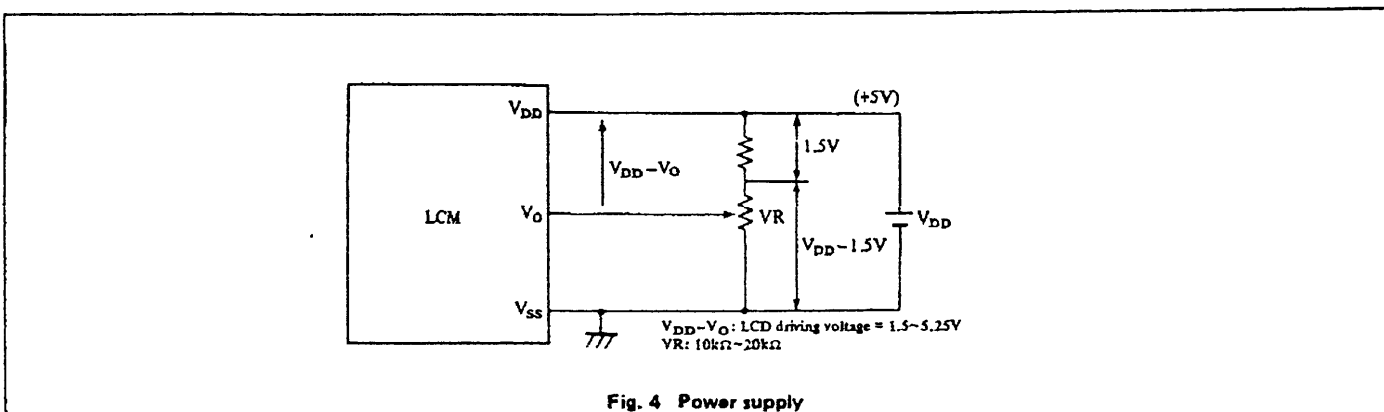 V_DD
(+5V)
1.5V
V_DD−V_O
LCM
V_O
VR
V_DD
V_DD−1.5V
V_SS
V_DD−V_O: LCD driving voltage = 1.5~5.25V
VR: 10kΩ~20kΩ
Fig. 4 Power supply